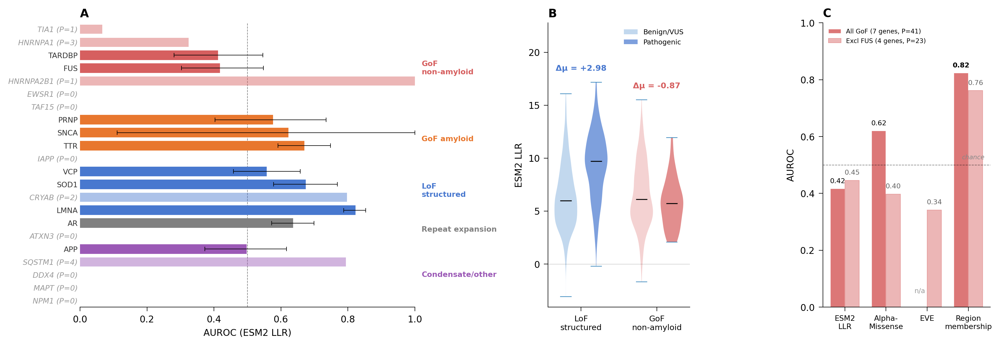 A
TIA1 (P=1)
HNRNPA1 (P=3)
TARDBP
FUS
HNRNPA2B1 (P=1)
EWSR1 (P=0)
TAF15 (P=0)
PRNP
SNCA
TTR
IAPP (P=0)
VCP
SOD1
CRYAB (P=2)
LMNA
AR
ATXN3 (P=0)
APP
SQSTM1 (P=4)
DDX4 (P=0)
MAPT (P=0)
NPM1 (P=0)
GoF
non-amyloid
GoF amyloid
LoF
structured
Repeat expansion
Condensate/other
0.0
0.2
0.4
0.6
0.8
1.0
AUROC (ESM2 LLR)
B
Benign/VUS
Pathogenic
Δμ = +2.98
Δμ = -0.87
20
15
10
5
0
ESM2 LLR
LoF
structured
GoF
non-amyloid
C
All GoF (7 genes, P=41)
Excl FUS (4 genes, P=23)
1.0
0.8
0.6
0.4
0.2
0.0
AUROC
0.42
0.45
0.62
0.40
n/a
0.34
0.82
0.76
chance
ESM2
LLR
Alpha-
Missense
EVE
Region
membership